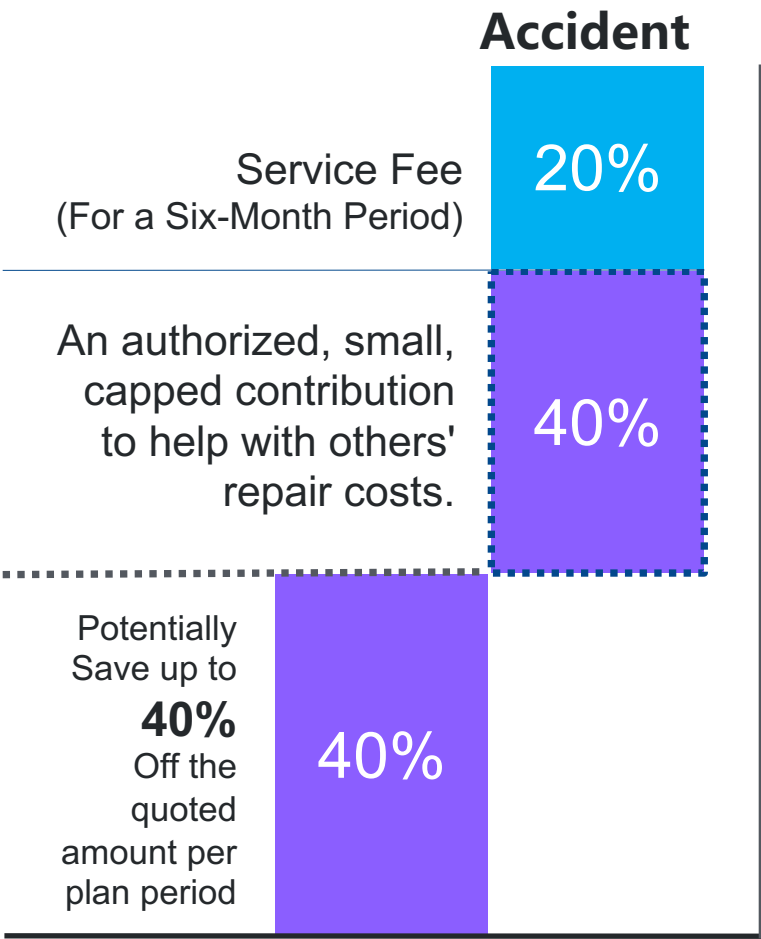 Accident
Service Fee
(For a Six-Month Period)
20%
An authorized, small,
capped contribution
to help with others'
repair costs.
40%
Potentially
Save up to
40%
Off the
quoted
amount per
plan period
40%